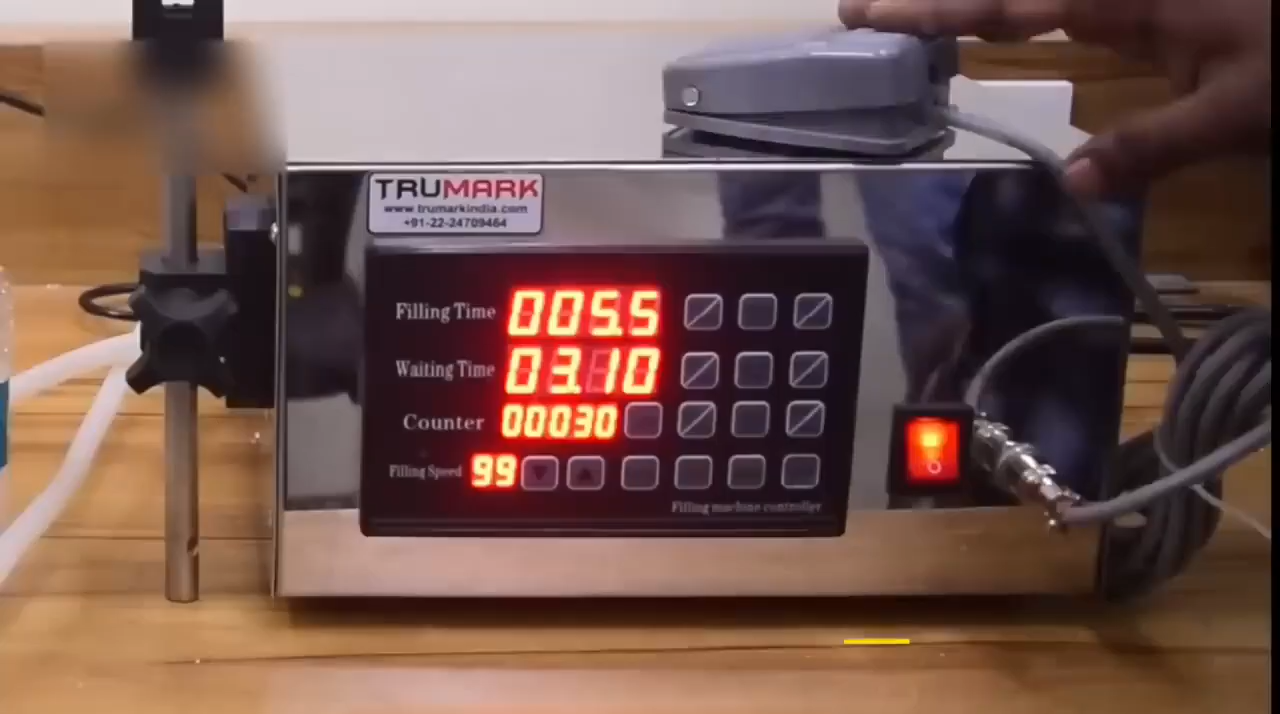 TRUMARK
www.trumarkindia.com
+91-22-24709464
Filling Time 005.5
Waiting Time 03.10
Counter 00030
Filling Speed 99
Filling machine controller